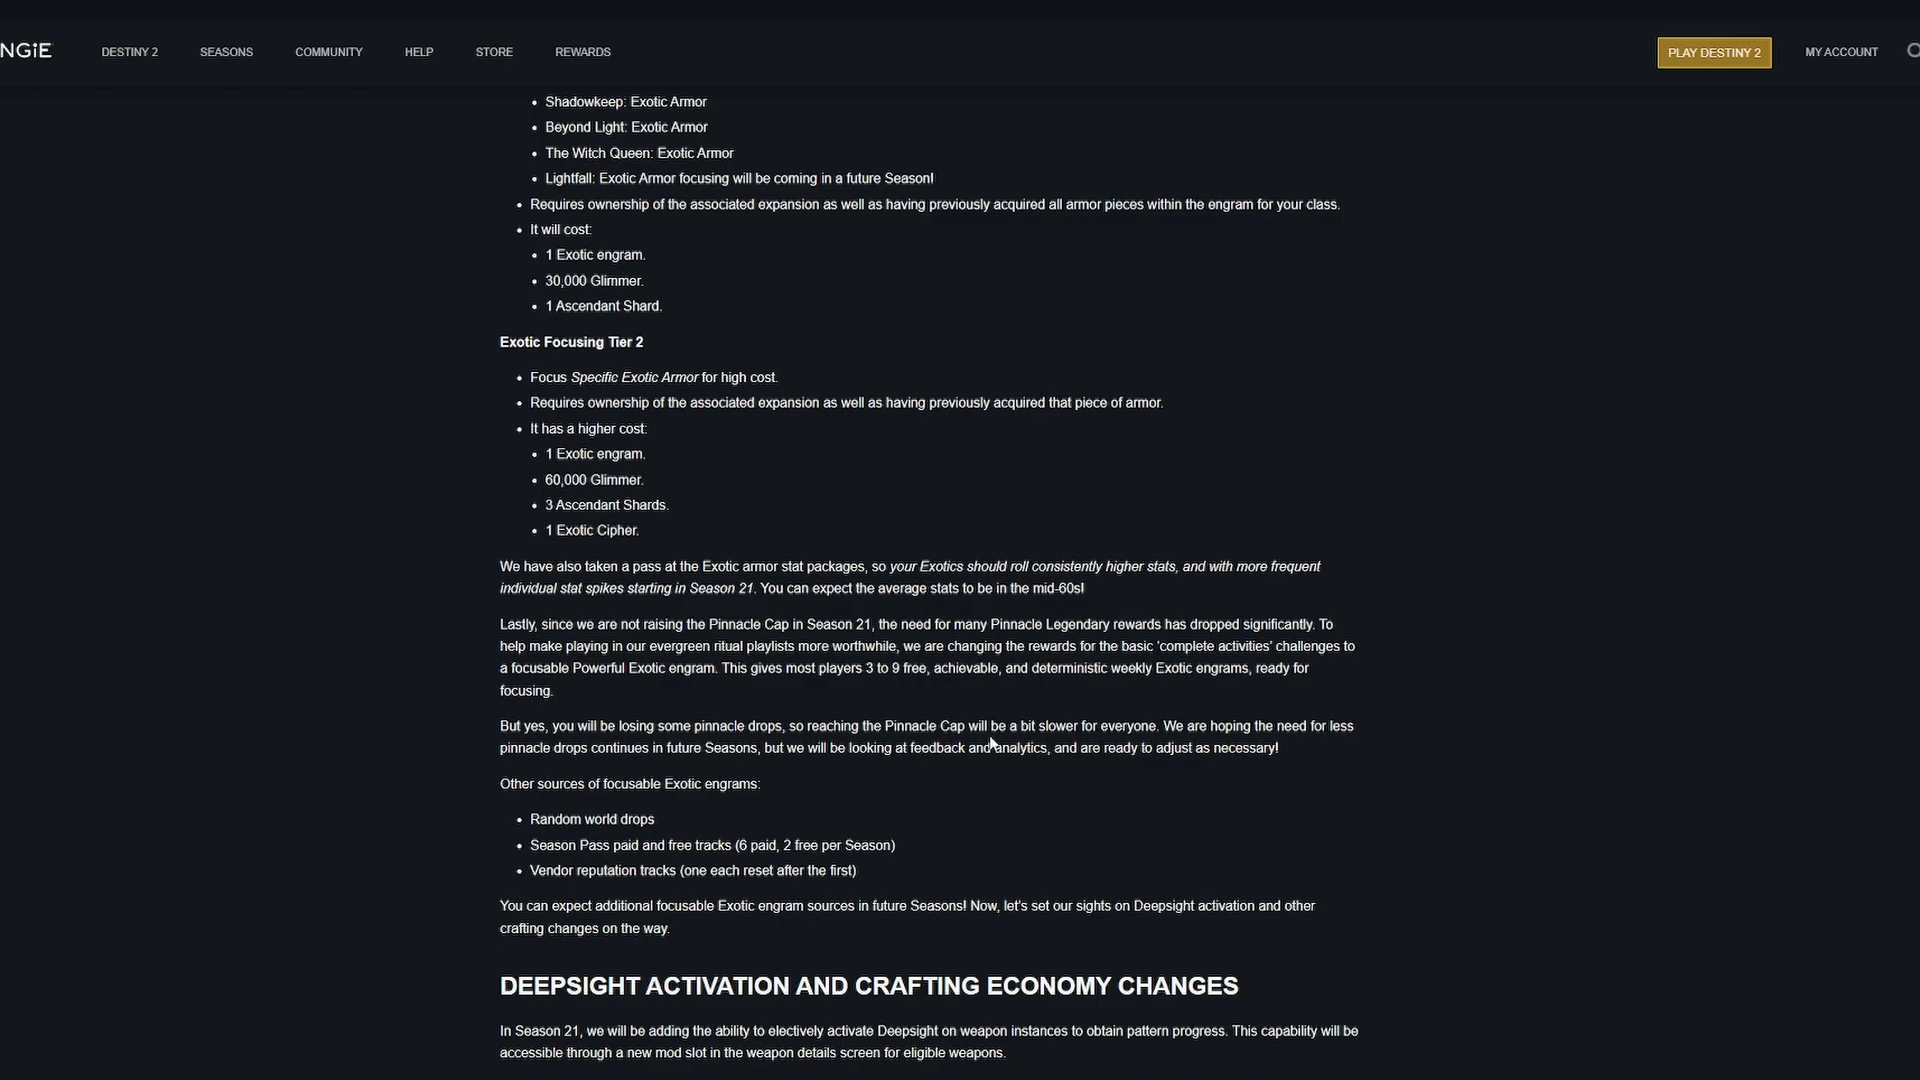 NGiE
DESTINY 2
SEASONS
COMMUNITY
HELP
STORE
REWARDS
PLAY DESTINY 2
MY ACCOUNT
• Shadowkeep: Exotic Armor
• Beyond Light: Exotic Armor
• The Witch Queen: Exotic Armor
• Lightfall: Exotic Armor focusing will be coming in a future Season!
• Requires ownership of the associated expansion as well as having previously acquired all armor pieces within the engram for your class.
• It will cost:
• 1 Exotic engram.
• 30,000 Glimmer.
• 1 Ascendant Shard.
Exotic Focusing Tier 2
• Focus Specific Exotic Armor for high cost.
• Requires ownership of the associated expansion as well as having previously acquired that piece of armor.
• It has a higher cost:
• 1 Exotic engram.
• 60,000 Glimmer.
• 3 Ascendant Shards.
• 1 Exotic Cipher.
We have also taken a pass at the Exotic armor stat packages, so your Exotics should roll consistently higher stats, and with more frequent
individual stat spikes starting in Season 21. You can expect the average stats to be in the mid-60s!
Lastly, since we are not raising the Pinnacle Cap in Season 21, the need for many Pinnacle Legendary rewards has dropped significantly. To
help make playing in our evergreen ritual playlists more worthwhile, we are changing the rewards for the basic 'complete activities' challenges to
a focusable Powerful Exotic engram. This gives most players 3 to 9 free, achievable, and deterministic weekly Exotic engrams, ready for
focusing.
But yes, you will be losing some pinnacle drops, so reaching the Pinnacle Cap will be a bit slower for everyone. We are hoping the need for less
pinnacle drops continues in future Seasons, but we will be looking at feedback and analytics, and are ready to adjust as necessary!
Other sources of focusable Exotic engrams:
• Random world drops
• Season Pass paid and free tracks (6 paid, 2 free per Season)
• Vendor reputation tracks (one each reset after the first)
You can expect additional focusable Exotic engram sources in future Seasons! Now, let's set our sights on Deepsight activation and other
crafting changes on the way.
DEEPSIGHT ACTIVATION AND CRAFTING ECONOMY CHANGES
In Season 21, we will be adding the ability to electively activate Deepsight on weapon instances to obtain pattern progress. This capability will be
accessible through a new mod slot in the weapon details screen for eligible weapons.